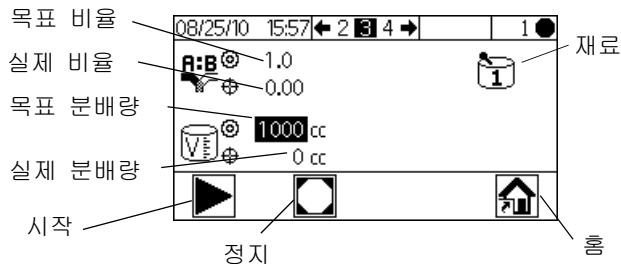 목표 비율
08/25/10 15:57 2 3 4 1
A:B 1.0
실제 비율
0.00
1
재료
목표 분배량
1000 cc
실제 분배량
0 cc
시작
정지
홈